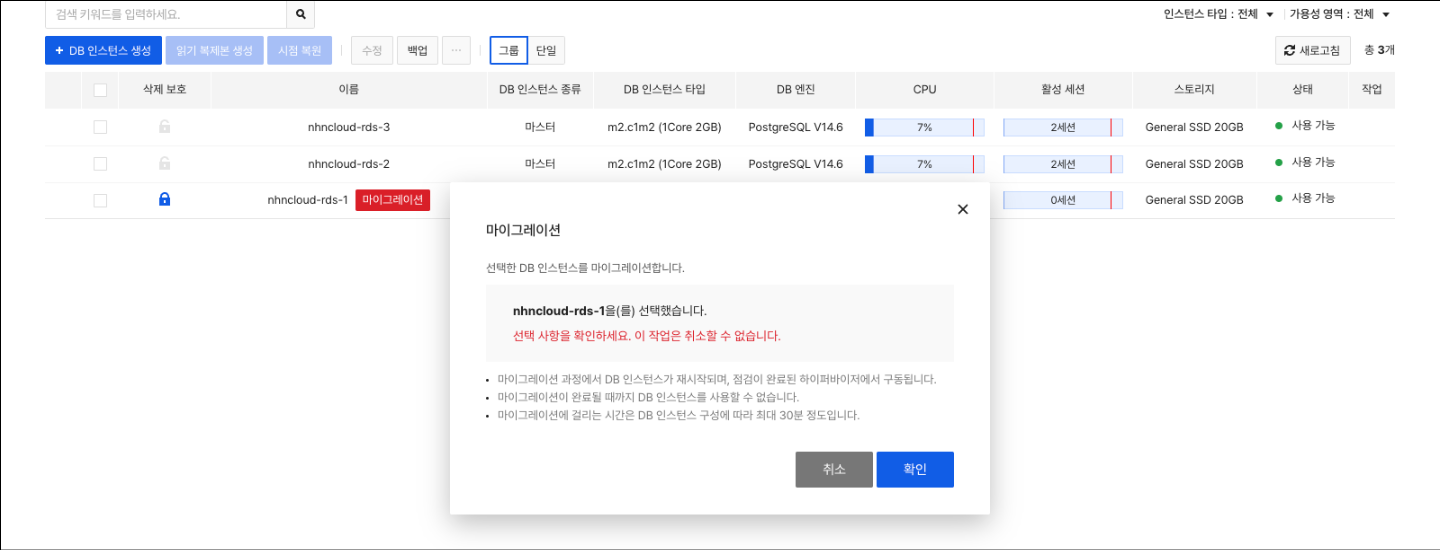 검색 키워드를 입력하세요.
인스턴스 타입 : 전체 가용성 영역 : 전체
+ DB 인스턴스 생성 읽기 복제본 생성 시점 복원 수정 백업 ... 그룹 단일 새로고침 총 3개
삭제 보호 이름 DB 인스턴스 종류 DB 인스턴스 타입 DB 엔진 CPU 활성 세션 스토리지 상태 작업
nhncloud-rds-3 마스터 m2.c1m2 (1Core 2GB) PostgreSQL V14.6 7% 2세션 General SSD 20GB 사용 가능
nhncloud-rds-2 마스터 m2.c1m2 (1Core 2GB) PostgreSQL V14.6 7% 2세션 General SSD 20GB 사용 가능
nhncloud-rds-1 마이그레이션 0세션 General SSD 20GB 사용 가능
마이그레이션
선택한 DB 인스턴스를 마이그레이션합니다.
nhncloud-rds-1을(를) 선택했습니다.
선택 사항을 확인하세요. 이 작업은 취소할 수 없습니다.
• 마이그레이션 과정에서 DB 인스턴스가 재시작되며, 점검이 완료된 하이퍼바이저에서 구동됩니다.
• 마이그레이션이 완료될 때까지 DB 인스턴스를 사용할 수 없습니다.
• 마이그레이션에 걸리는 시간은 DB 인스턴스 구성에 따라 최대 30분 정도입니다.
취소 확인